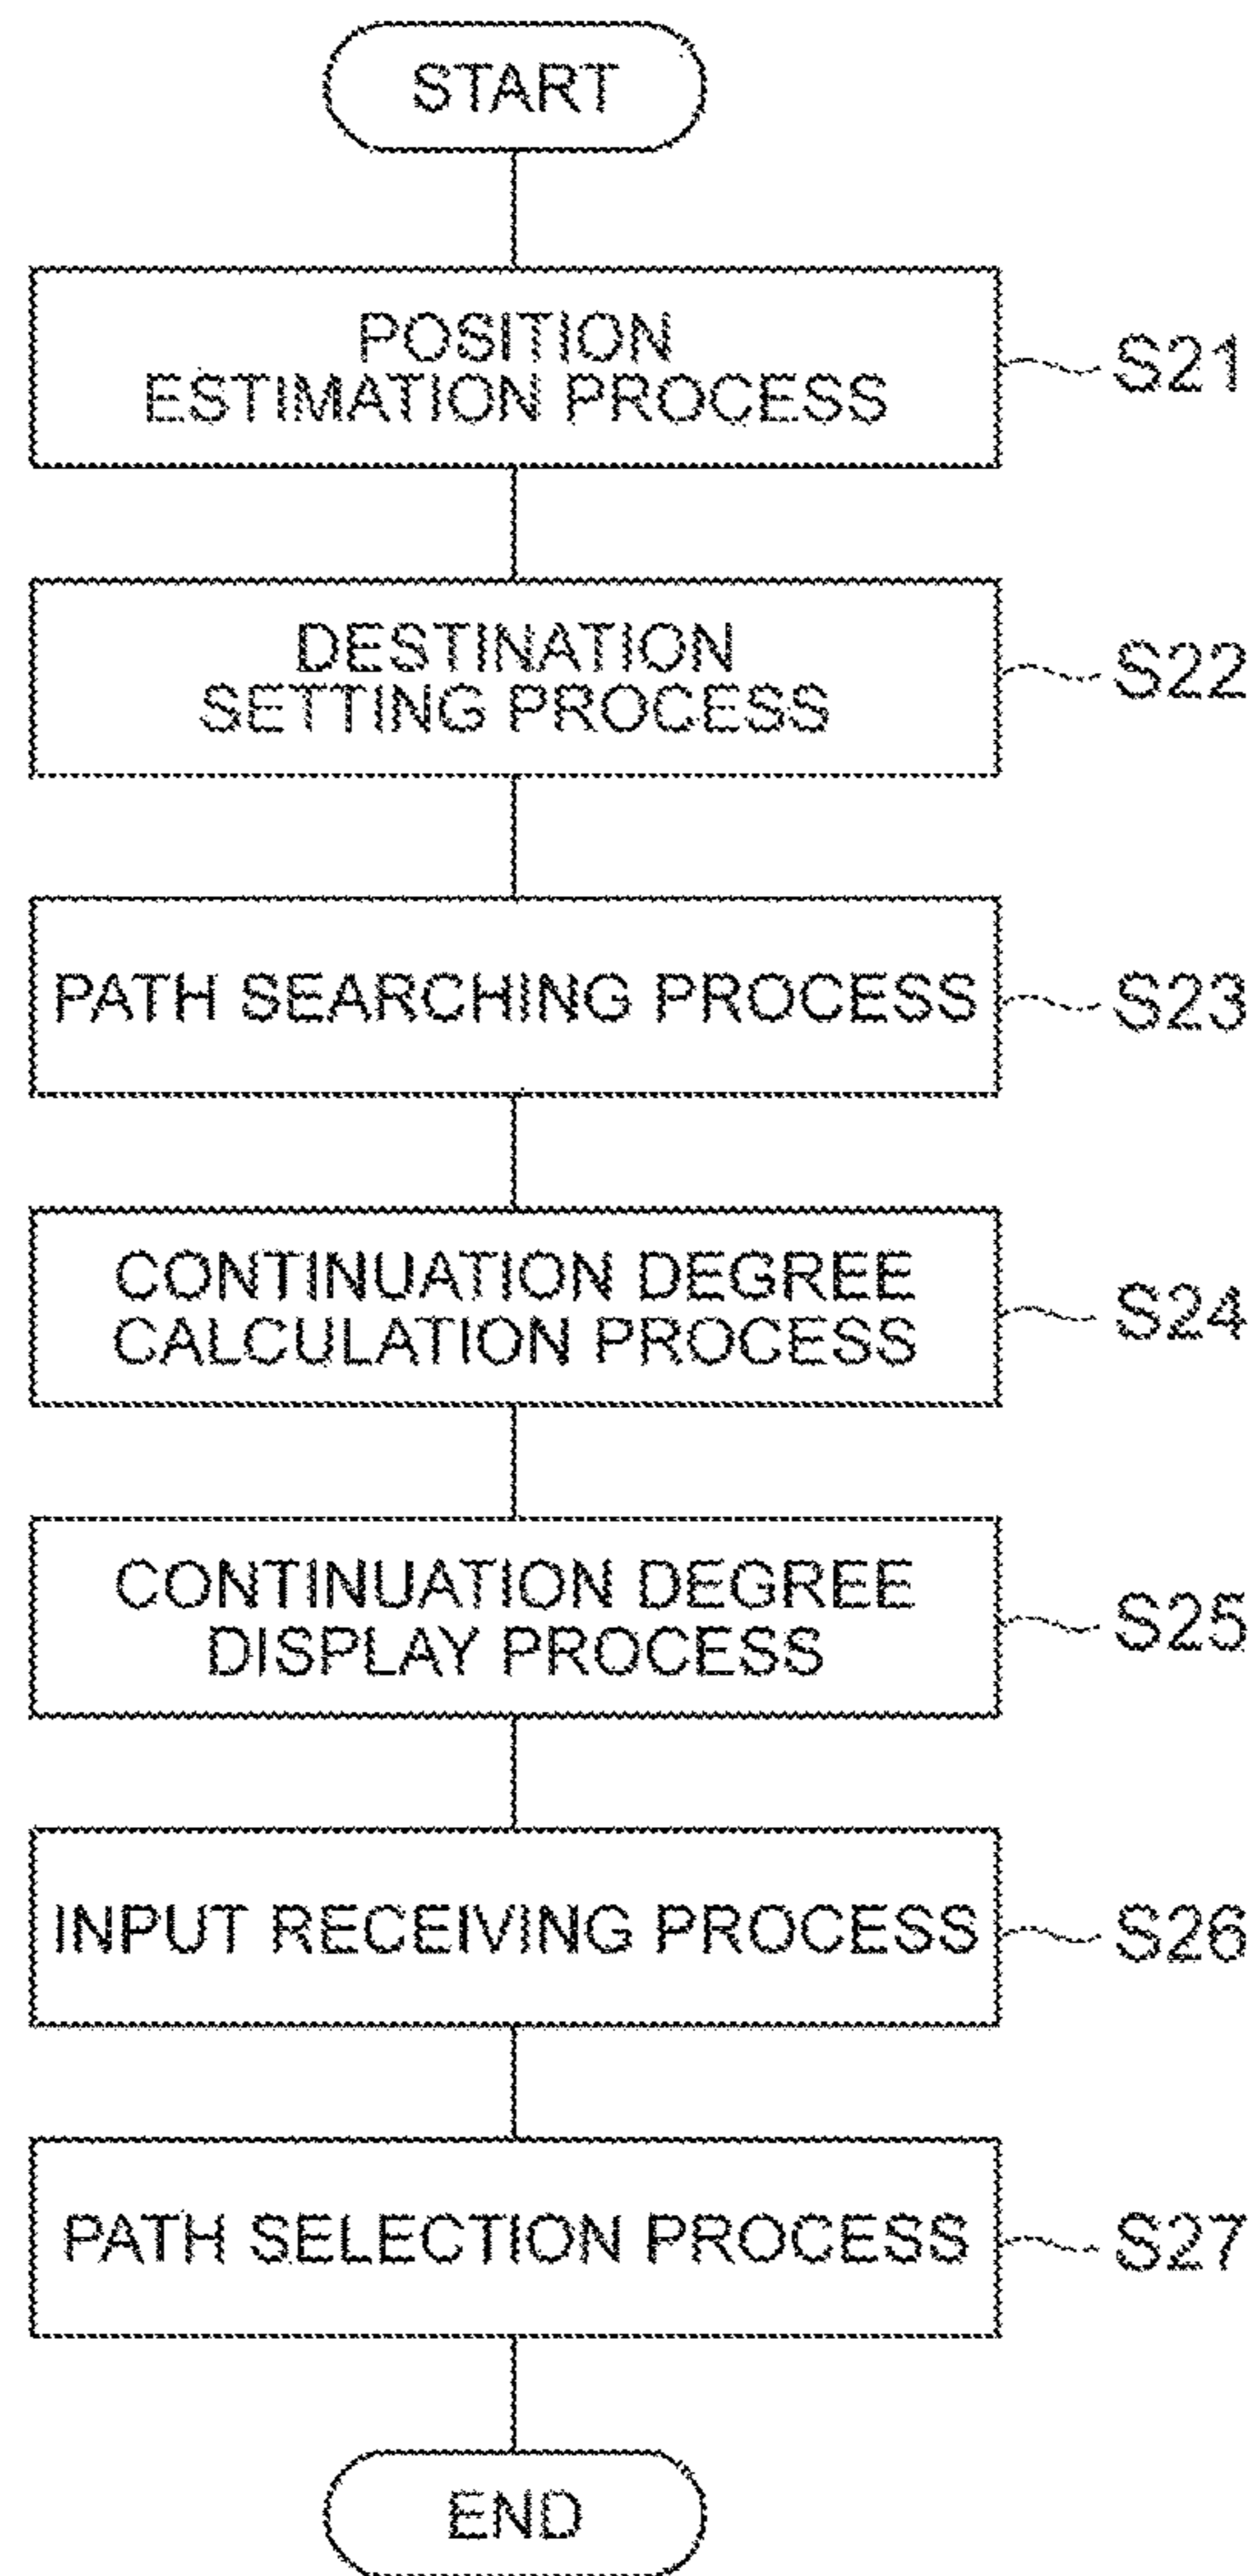 START
POSITION
ESTIMATION PROCESS
S21
DESTINATION
SETTING PROCESS
S22
PATH SEARCHING PROCESS
S23
CONTINUATION DEGREE
CALCULATION PROCESS
S24
CONTINUATION DEGREE
DISPLAY PROCESS
S25
INPUT RECEIVING PROCESS
S26
PATH SELECTION PROCESS
S27
END